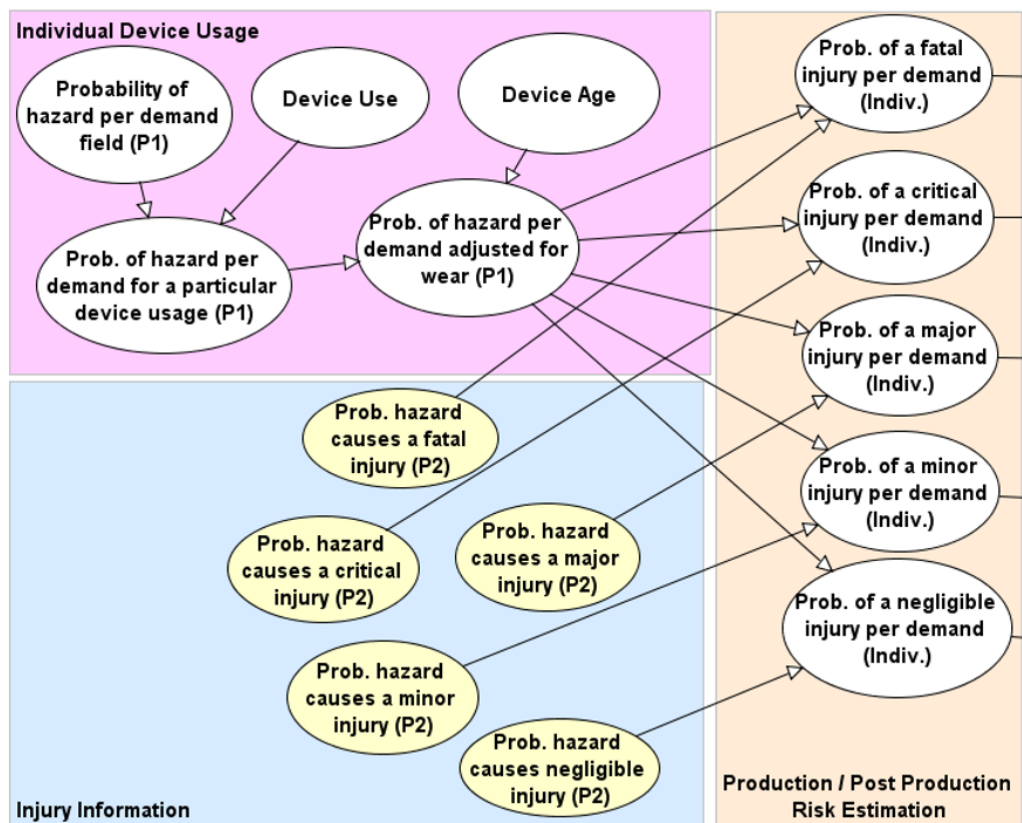 Individual Device Usage
Probability of
hazard per demand
field (P1)
Device Use
Device Age
Prob. of hazard per
demand for a particular
device usage (P1)
Prob. of hazard per
demand adjusted for
wear (P1)
Prob. of a fatal
injury per demand
(Indiv.)
Prob. of a critical
injury per demand
(Indiv.)
Prob. of a major
injury per demand
(Indiv.)
Prob. of a minor
injury per demand
(Indiv.)
Prob. of a negligible
injury per demand
(Indiv.)
Production / Post Production
Risk Estimation
Prob. hazard
causes a fatal
injury (P2)
Prob. hazard
causes a critical
injury (P2)
Prob. hazard
causes a major
injury (P2)
Prob. hazard
causes a minor
injury (P2)
Prob. hazard
causes negligible
injury (P2)
Injury Information